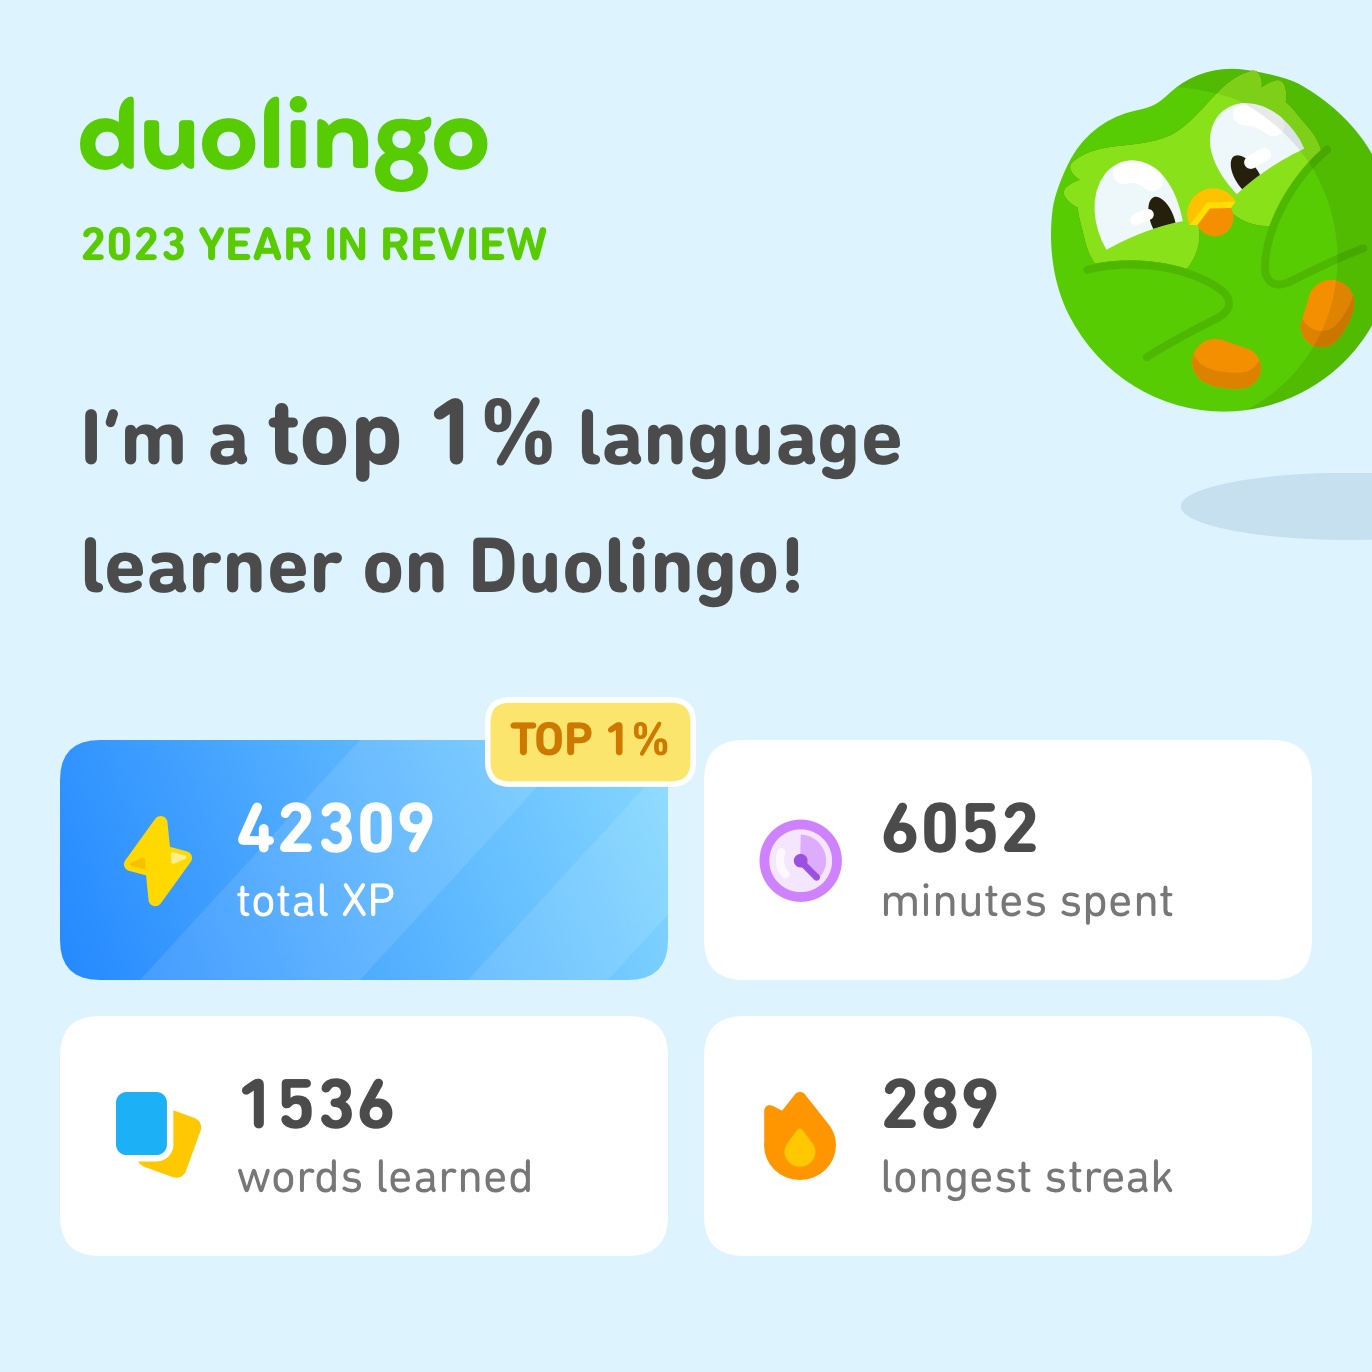 duolingo
2023 YEAR IN REVIEW
I'm a top 1% language
learner on Duolingo!
TOP 1%
42309
total XP
6052
minutes spent
1536
words learned
289
longest streak